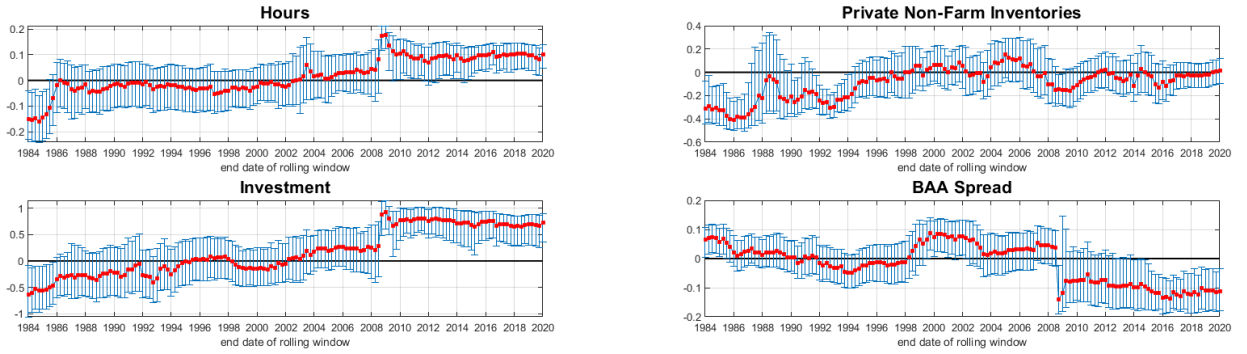 Hours
0.2
0.1
0
-0.1
-0.2
1984 1986 1988 1990 1992 1994 1996 1998 2000 2002 2004 2006 2008 2010 2012 2014 2016 2018 2020
end date of rolling window
Private Non-Farm Inventories
0.4
0.2
0
-0.2
-0.4
-0.6
1984 1986 1988 1990 1992 1994 1996 1998 2000 2002 2004 2006 2008 2010 2012 2014 2016 2018 2020
end date of rolling window
Investment
1
0.5
0
-0.5
-1
1984 1986 1988 1990 1992 1994 1996 1998 2000 2002 2004 2006 2008 2010 2012 2014 2016 2018 2020
end date of rolling window
BAA Spread
0.2
0.1
0
-0.1
-0.2
1984 1986 1988 1990 1992 1994 1996 1998 2000 2002 2004 2006 2008 2010 2012 2014 2016 2018 2020
end date of rolling window